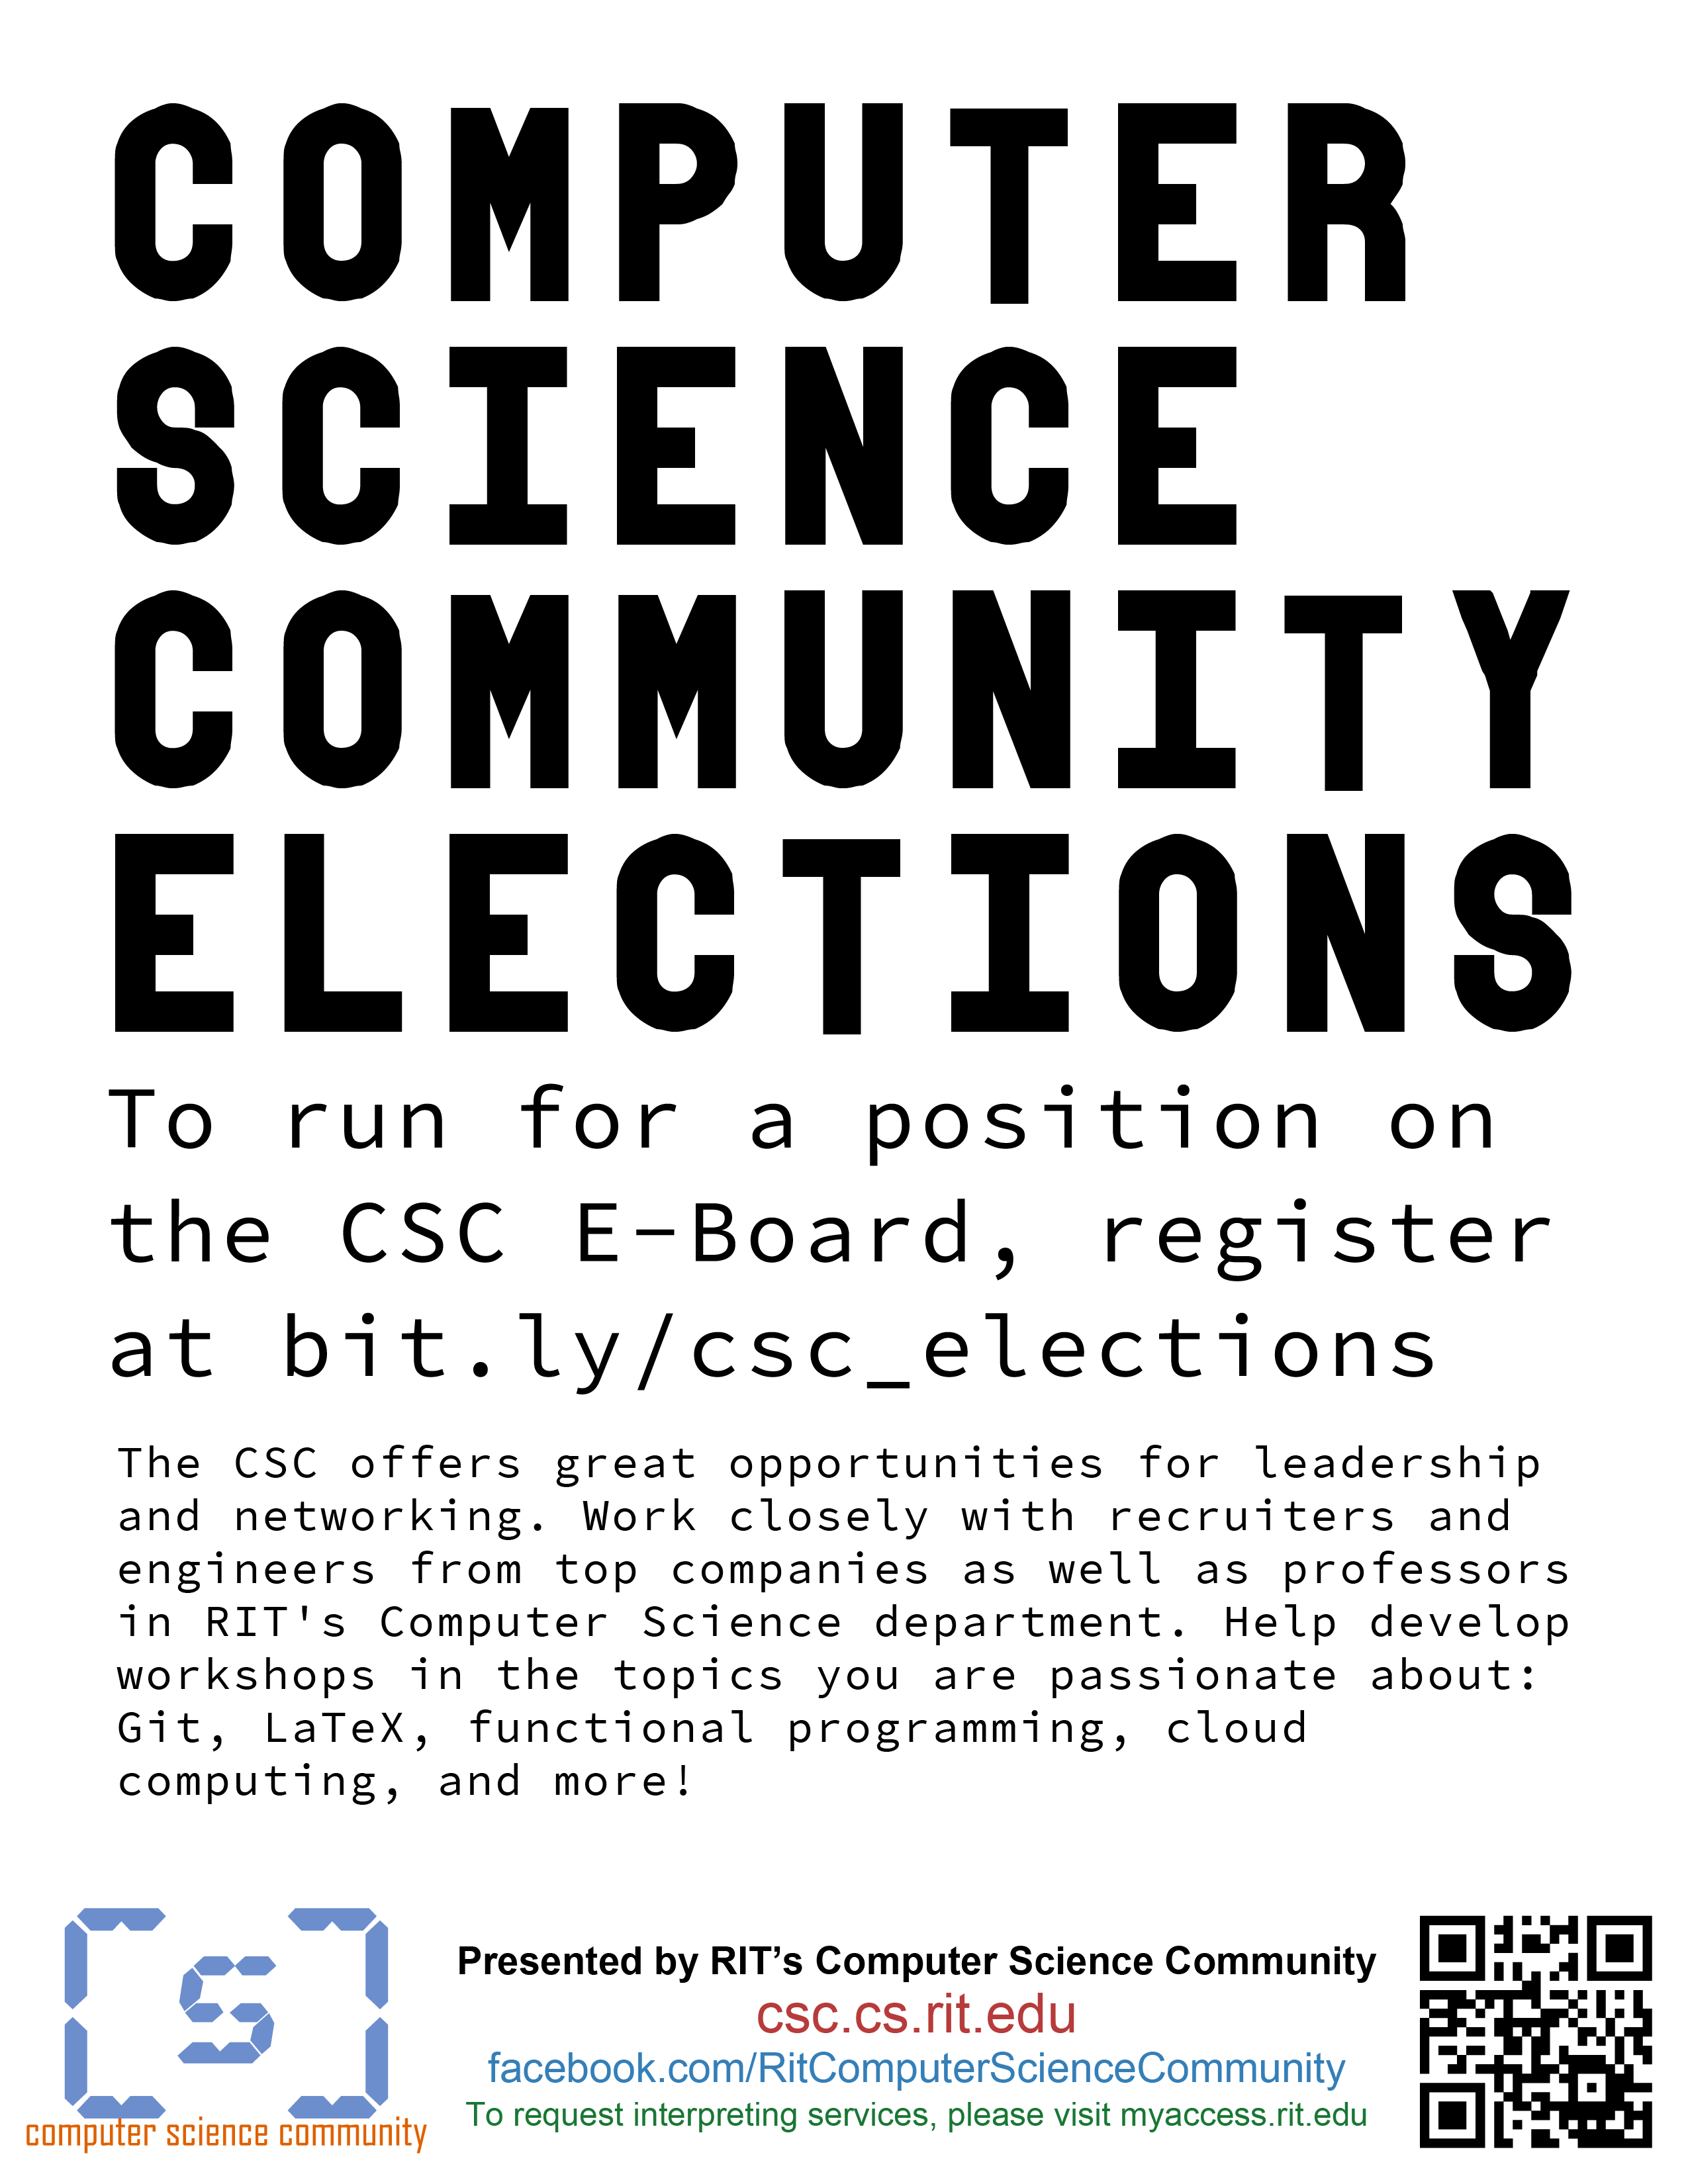 COMPUTER
SCIENCE
COMMUNITY
ELECTIONS
To run for a position on
the CSC E-Board, register
at bit.ly/csc_elections
The CSC offers great opportunities for leadership
and networking. Work closely with recruiters and
engineers from top companies as well as professors
in RIT's Computer Science department. Help develop
workshops in the topics you are passionate about:
Git, LaTeX, functional programming, cloud
computing, and more!
[S]
computer science community
Presented by RIT’s Computer Science Community
csc.cs.rit.edu
facebook.com/RitComputerScienceCommunity
To request interpreting services, please visit myaccess.rit.edu